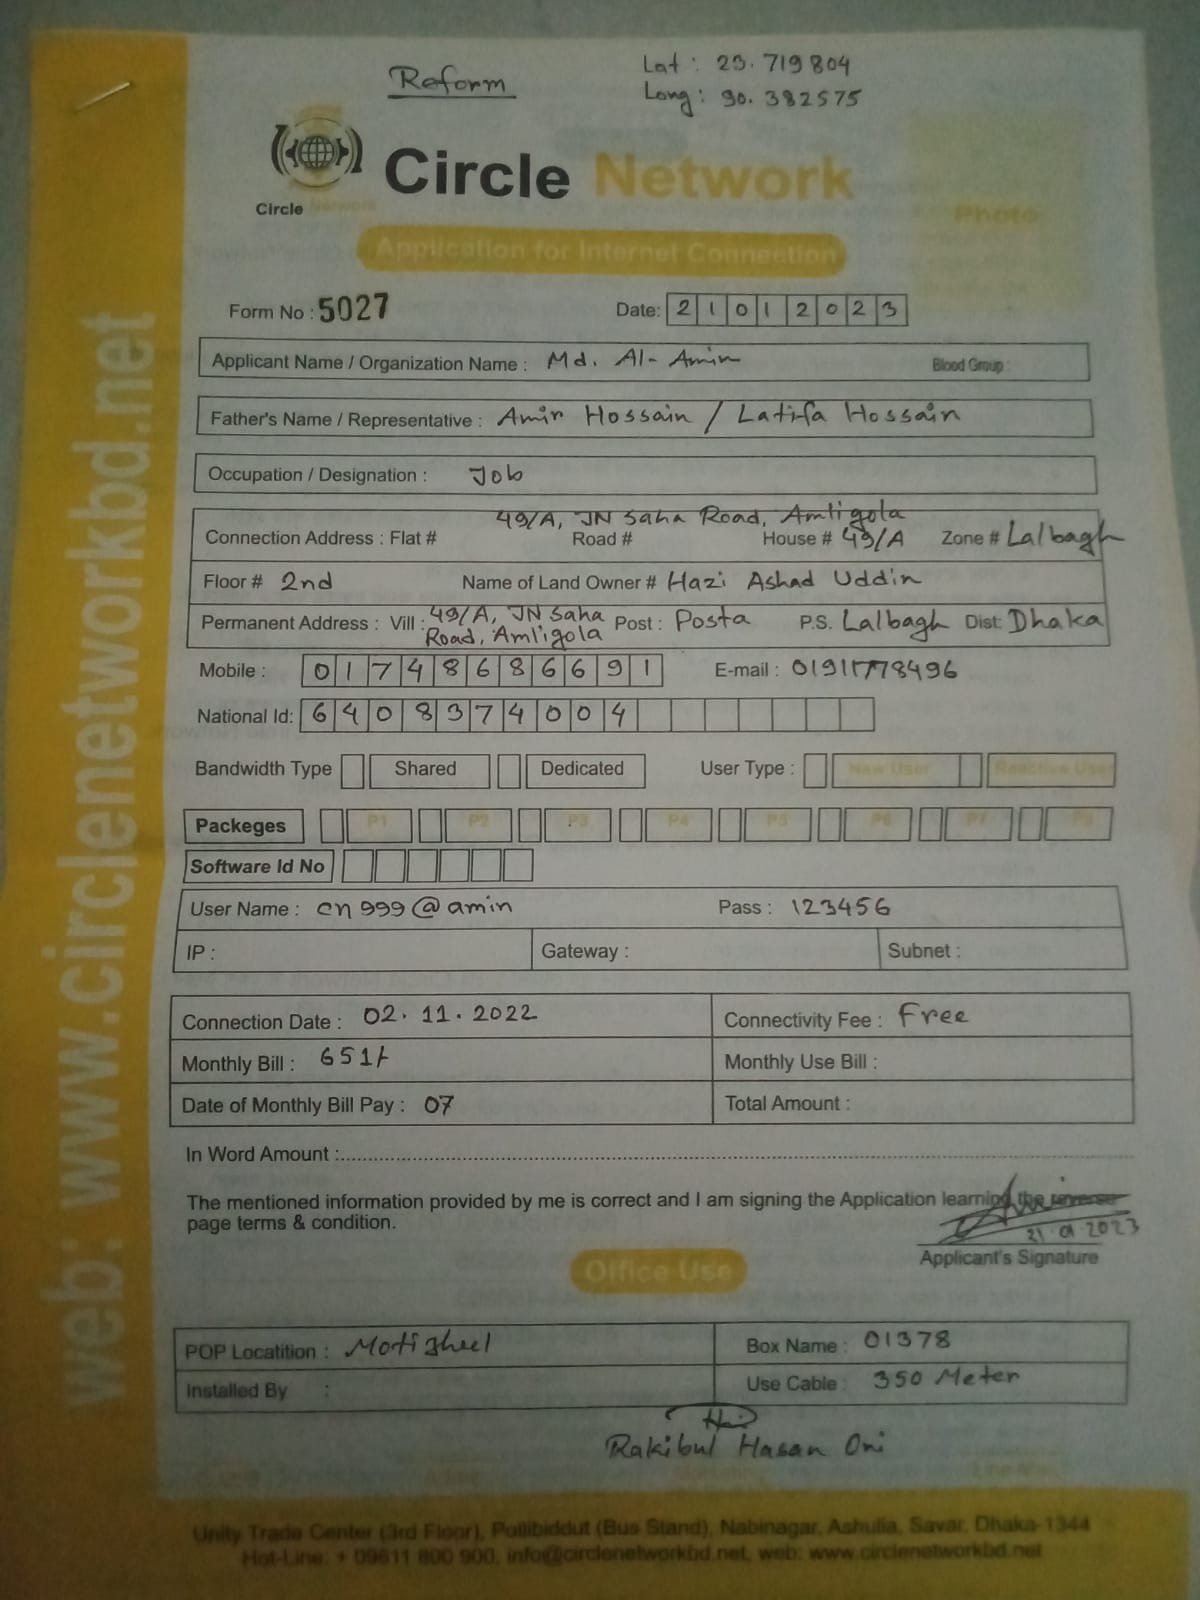 Reform
Lat : 23.719804
Long : 90.382575
Circle Network
Circle Network
Photo
Application for Internet Connection
Form No : 5027 Date: 21012023
Applicant Name / Organization Name : Md. Al-Amin Blood Group :
Father's Name / Representative : Amir Hossain / Latifa Hossain
Occupation / Designation : Job
49/A, JN Saha Road, Amligola
Connection Address : Flat # Road # House # 49/A Zone # Lalbagh
Floor # 2nd Name of Land Owner # Hazi Ashad Uddin
Permanent Address : Vill : 49/A, JN Saha Road, Amligola Post : Posta P.S. Lalbagh Dist: Dhaka
Mobile : 01748686691 E-mail : 01911778496
National Id: 6408374004
Bandwidth Type Shared Dedicated User Type : New User Reactive User
Packeges P1 P2 P3 P4 P5 P6 P7 P8
Software Id No
User Name : cn999@amin Pass : 123456
IP : Gateway : Subnet :
Connection Date : 02.11.2022 Connectivity Fee : Free
Monthly Bill : 651/- Monthly Use Bill :
Date of Monthly Bill Pay : 07 Total Amount :
In Word Amount :
The mentioned information provided by me is correct and I am signing the Application learning the reverse
page terms & condition.
21.01.2023
Applicant's Signature
Office Use
POP Locatition : Motijheel Box Name : 01378
Installed By : Use Cable : 350 Meter
Rakibul Hasan Oni
Unity Trade Center (3rd Floor), Pollibiddut (Bus Stand), Nabinagar, Ashulia, Savar, Dhaka-1344
Hot-Line: + 09611 800 900, info@circlenetworkbd.net, web: www.circlenetworkbd.net
web: www.circlenetworkbd.net